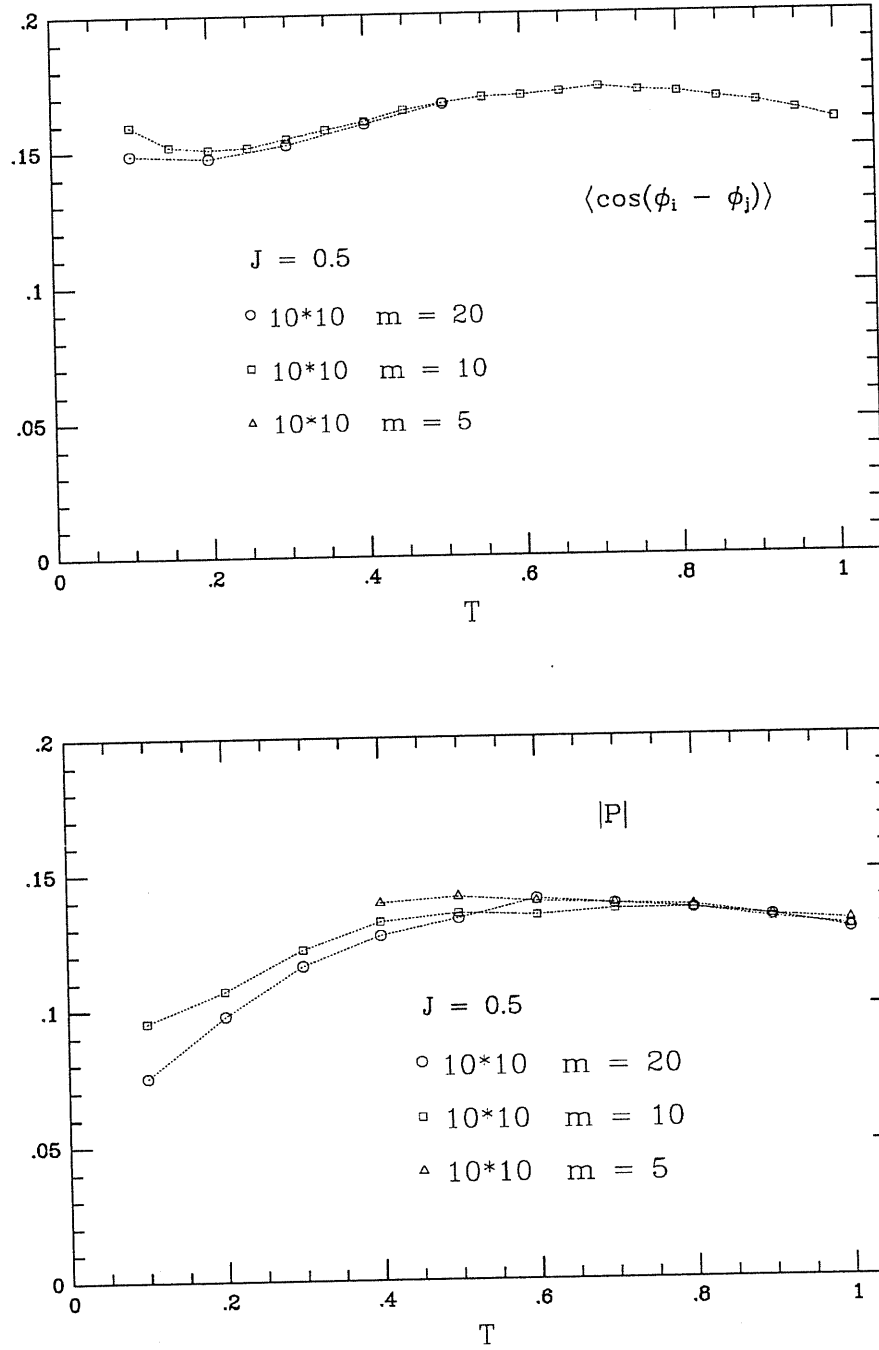 .2
.15
⟨cos(ϕi − ϕj)⟩
J = 0.5
.1
10*10 m = 20
10*10 m = 10
.05
10*10 m = 5
0
0 .2 .4 .6 .8 1
T
.2
|P|
.15
J = 0.5
.1
10*10 m = 20
10*10 m = 10
.05
10*10 m = 5
0
0 .2 .4 .6 .8 1
T